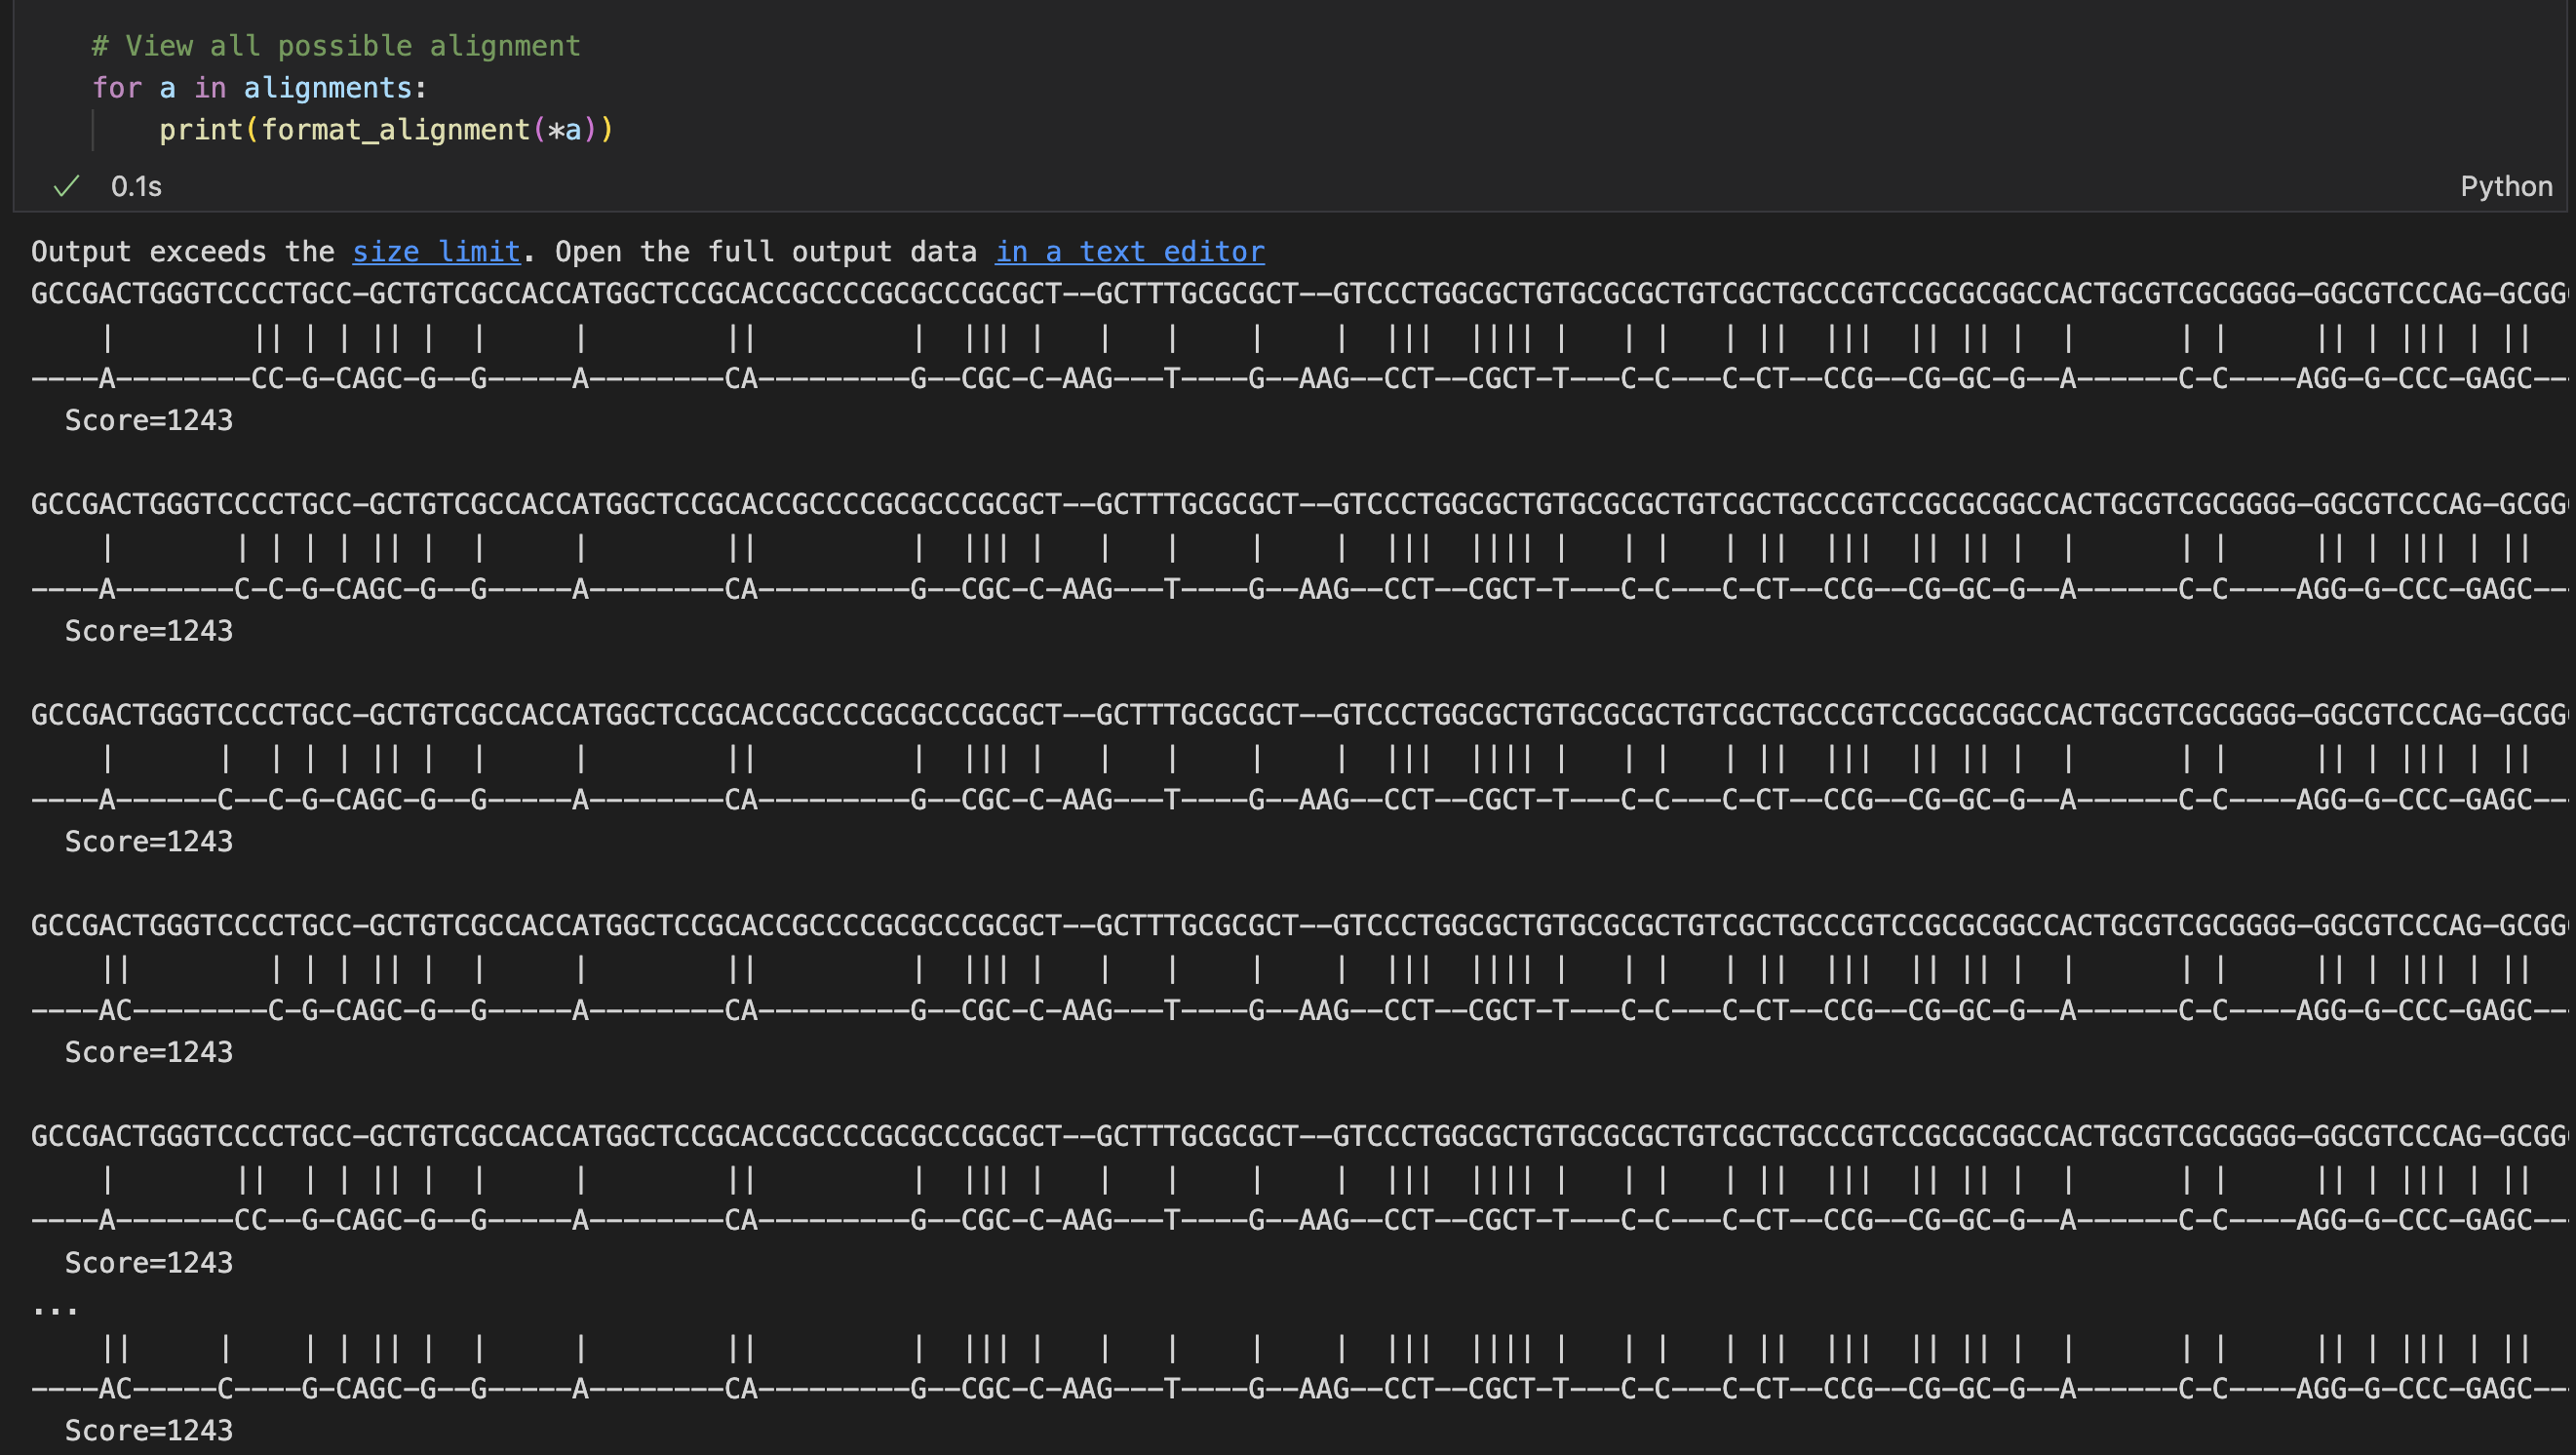 # View all possible alignment
for a in alignments:
    print(format_alignment(*a))
0.1s
Python
Output exceeds the size limit. Open the full output data in a text editor
GCCGACTGGGTCCCCTGCC-GCTGTCGCCACCATGGCTCCGCACCGCCCCGCGCCCGCGCT--GCTTTGCGCGCT--GTCCCTGGCGCTGTGCGCGCTGTCGCTGCCCGTCCGCGCGGCCACTGCGTCGCGGGG-GGCGTCCCAG-GCGG
    |        || | | || |  |     |        ||         |  ||| |   |   |    |    |  |||  |||| |   | |   | ||  |||  || || |  |      | |     || | ||| | ||
----A--------CC-G-CAGC-G--G-----A--------CA---------G--CGC-C-AAG---T----G--AAG--CCT--CGCT-T---C-C---C-CT--CCG--CG-GC-G--A------C-C----AGG-G-CCC-GAGC--
  Score=1243
GCCGACTGGGTCCCCTGCC-GCTGTCGCCACCATGGCTCCGCACCGCCCCGCGCCCGCGCT--GCTTTGCGCGCT--GTCCCTGGCGCTGTGCGCGCTGTCGCTGCCCGTCCGCGCGGCCACTGCGTCGCGGGG-GGCGTCCCAG-GCGG
    |       | | | | || |  |     |        ||         |  ||| |   |   |    |    |  |||  |||| |   | |   | ||  |||  || || |  |      | |     || | ||| | ||
----A-------C-C-G-CAGC-G--G-----A--------CA---------G--CGC-C-AAG---T----G--AAG--CCT--CGCT-T---C-C---C-CT--CCG--CG-GC-G--A------C-C----AGG-G-CCC-GAGC--
  Score=1243
GCCGACTGGGTCCCCTGCC-GCTGTCGCCACCATGGCTCCGCACCGCCCCGCGCCCGCGCT--GCTTTGCGCGCT--GTCCCTGGCGCTGTGCGCGCTGTCGCTGCCCGTCCGCGCGGCCACTGCGTCGCGGGG-GGCGTCCCAG-GCGG
    |      |  | | | || |  |     |        ||         |  ||| |   |   |    |    |  |||  |||| |   | |   | ||  |||  || || |  |      | |     || | ||| | ||
----A------C--C-G-CAGC-G--G-----A--------CA---------G--CGC-C-AAG---T----G--AAG--CCT--CGCT-T---C-C---C-CT--CCG--CG-GC-G--A------C-C----AGG-G-CCC-GAGC--
  Score=1243
GCCGACTGGGTCCCCTGCC-GCTGTCGCCACCATGGCTCCGCACCGCCCCGCGCCCGCGCT--GCTTTGCGCGCT--GTCCCTGGCGCTGTGCGCGCTGTCGCTGCCCGTCCGCGCGGCCACTGCGTCGCGGGG-GGCGTCCCAG-GCGG
    ||        | | | || |  |     |        ||         |  ||| |   |   |    |    |  |||  |||| |   | |   | ||  |||  || || |  |      | |     || | ||| | ||
----AC--------C-G-CAGC-G--G-----A--------CA---------G--CGC-C-AAG---T----G--AAG--CCT--CGCT-T---C-C---C-CT--CCG--CG-GC-G--A------C-C----AGG-G-CCC-GAGC--
  Score=1243
GCCGACTGGGTCCCCTGCC-GCTGTCGCCACCATGGCTCCGCACCGCCCCGCGCCCGCGCT--GCTTTGCGCGCT--GTCCCTGGCGCTGTGCGCGCTGTCGCTGCCCGTCCGCGCGGCCACTGCGTCGCGGGG-GGCGTCCCAG-GCGG
    |       ||  | | || |  |     |        ||         |  ||| |   |   |    |    |  |||  |||| |   | |   | ||  |||  || || |  |      | |     || | ||| | ||
----A-------CC--G-CAGC-G--G-----A--------CA---------G--CGC-C-AAG---T----G--AAG--CCT--CGCT-T---C-C---C-CT--CCG--CG-GC-G--A------C-C----AGG-G-CCC-GAGC--
  Score=1243
...
    ||     |    | | || |  |     |        ||         |  ||| |   |   |    |    |  |||  |||| |   | |   | ||  |||  || || |  |      | |     || | ||| | ||
----AC-----C----G-CAGC-G--G-----A--------CA---------G--CGC-C-AAG---T----G--AAG--CCT--CGCT-T---C-C---C-CT--CCG--CG-GC-G--A------C-C----AGG-G-CCC-GAGC--
  Score=1243